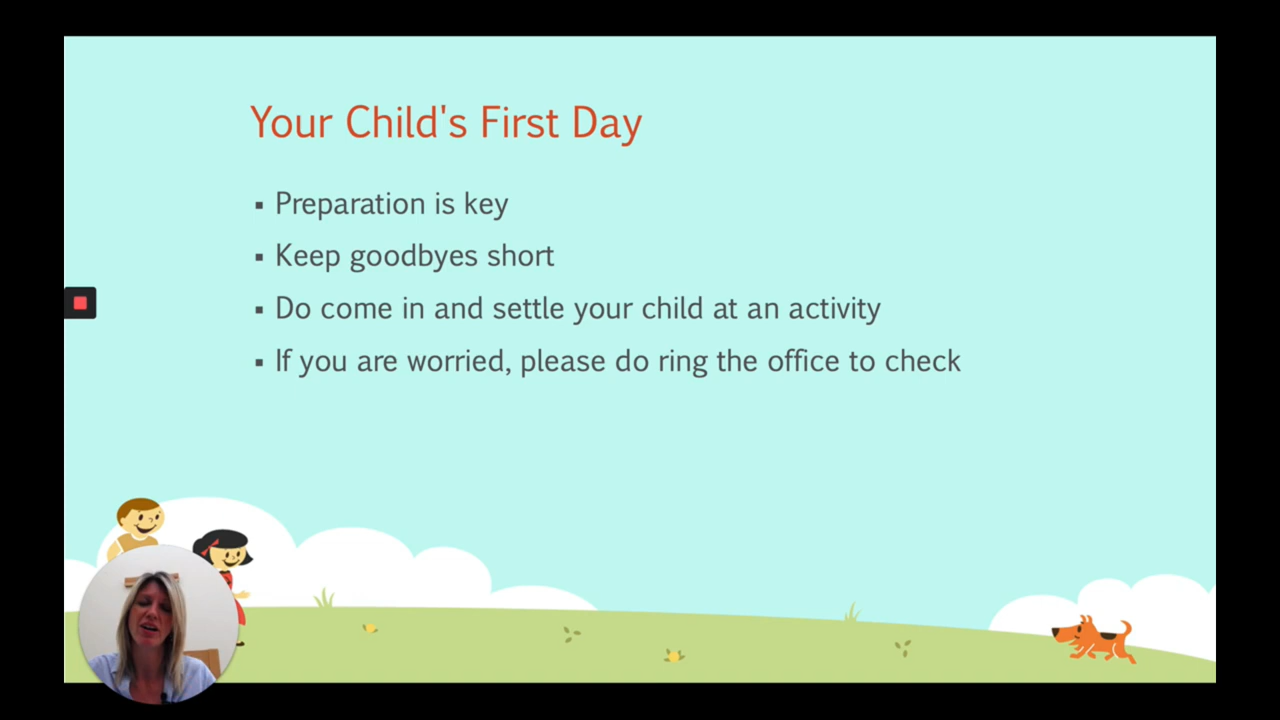 Your Child's First Day
▪ Preparation is key
▪ Keep goodbyes short
▪ Do come in and settle your child at an activity
▪ If you are worried, please do ring the office to check